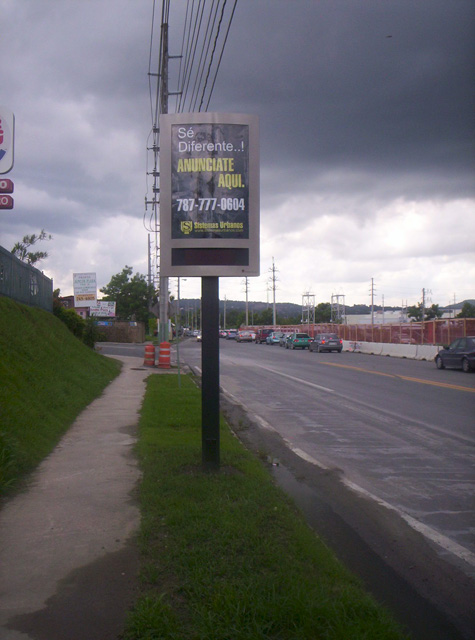 Sé
Diferente..!
ANUNCIATE
AQUI.
787-777-0604
Sistemas Urbanos